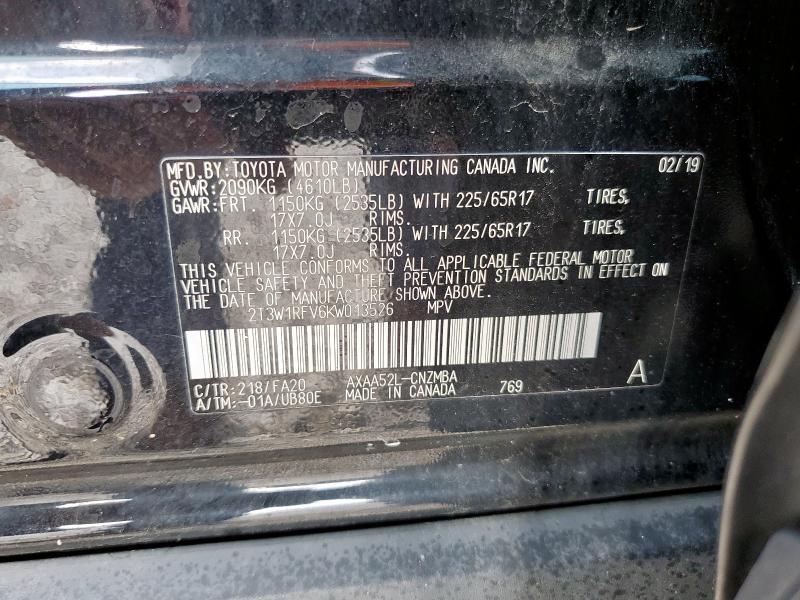 MFD.BY:TOYOTA MOTOR MANUFACTURING CANADA INC. 02/19
GVWR:2090KG (4610LB)
GAWR:FRT. 1150KG (2535LB) WITH 225/65R17 TIRES,
17X7.0J RIMS.
RR. 1150KG (2535LB) WITH 225/65R17 TIRES,
17X7.0J RIMS.
THIS VEHICLE CONFORMS TO ALL APPLICABLE FEDERAL MOTOR
VEHICLE SAFETY AND THEFT PREVENTION STANDARDS IN EFFECT ON
THE DATE OF MANUFACTURE SHOWN ABOVE.
2T3W1RFV6KW013526 MPV
C/TR:218/FA20 AXAA52L-CNZMBA A
A/TM:-01A/UB80E MADE IN CANADA 769